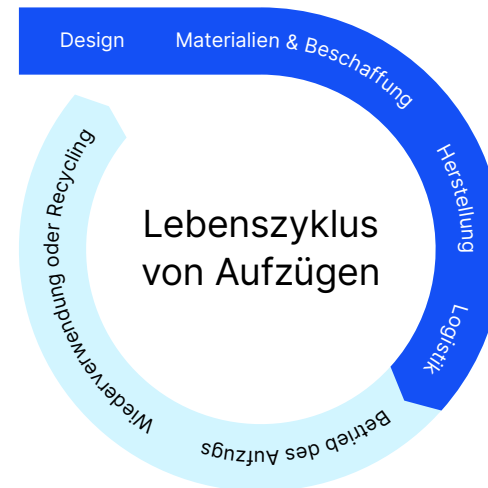 Design
Materialien & Beschaffung
Herstellung
Logistik
Betrieb des Aufzugs
Wiederverwendung oder Recycling
Lebenszyklus
von Aufzügen